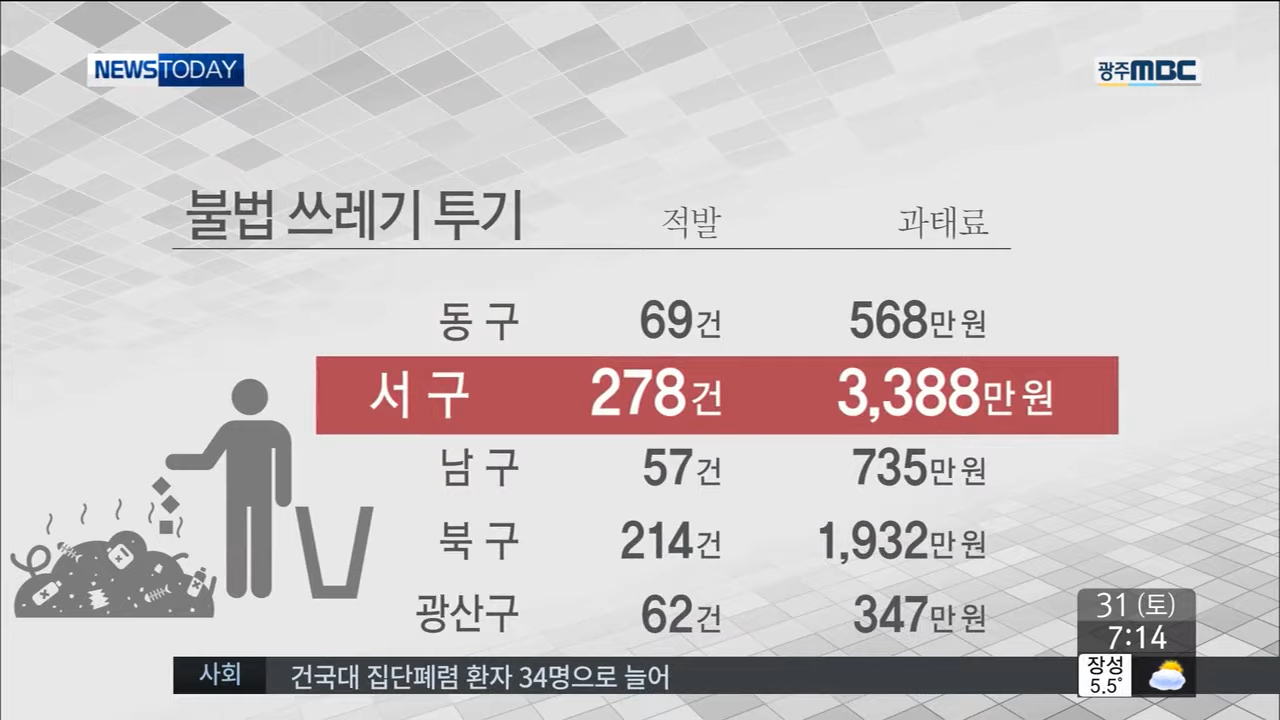 NEWSTODAY
광주MBC
불법 쓰레기 투기 적발 과태료
동구 69건 568만원
서구 278건 3,388만원
남구 57건 735만원
북구 214건 1,932만원
광산구 62건 347만원
31(토)
7:14
장성
5.5°
사회 건국대 집단폐렴 환자 34명으로 늘어